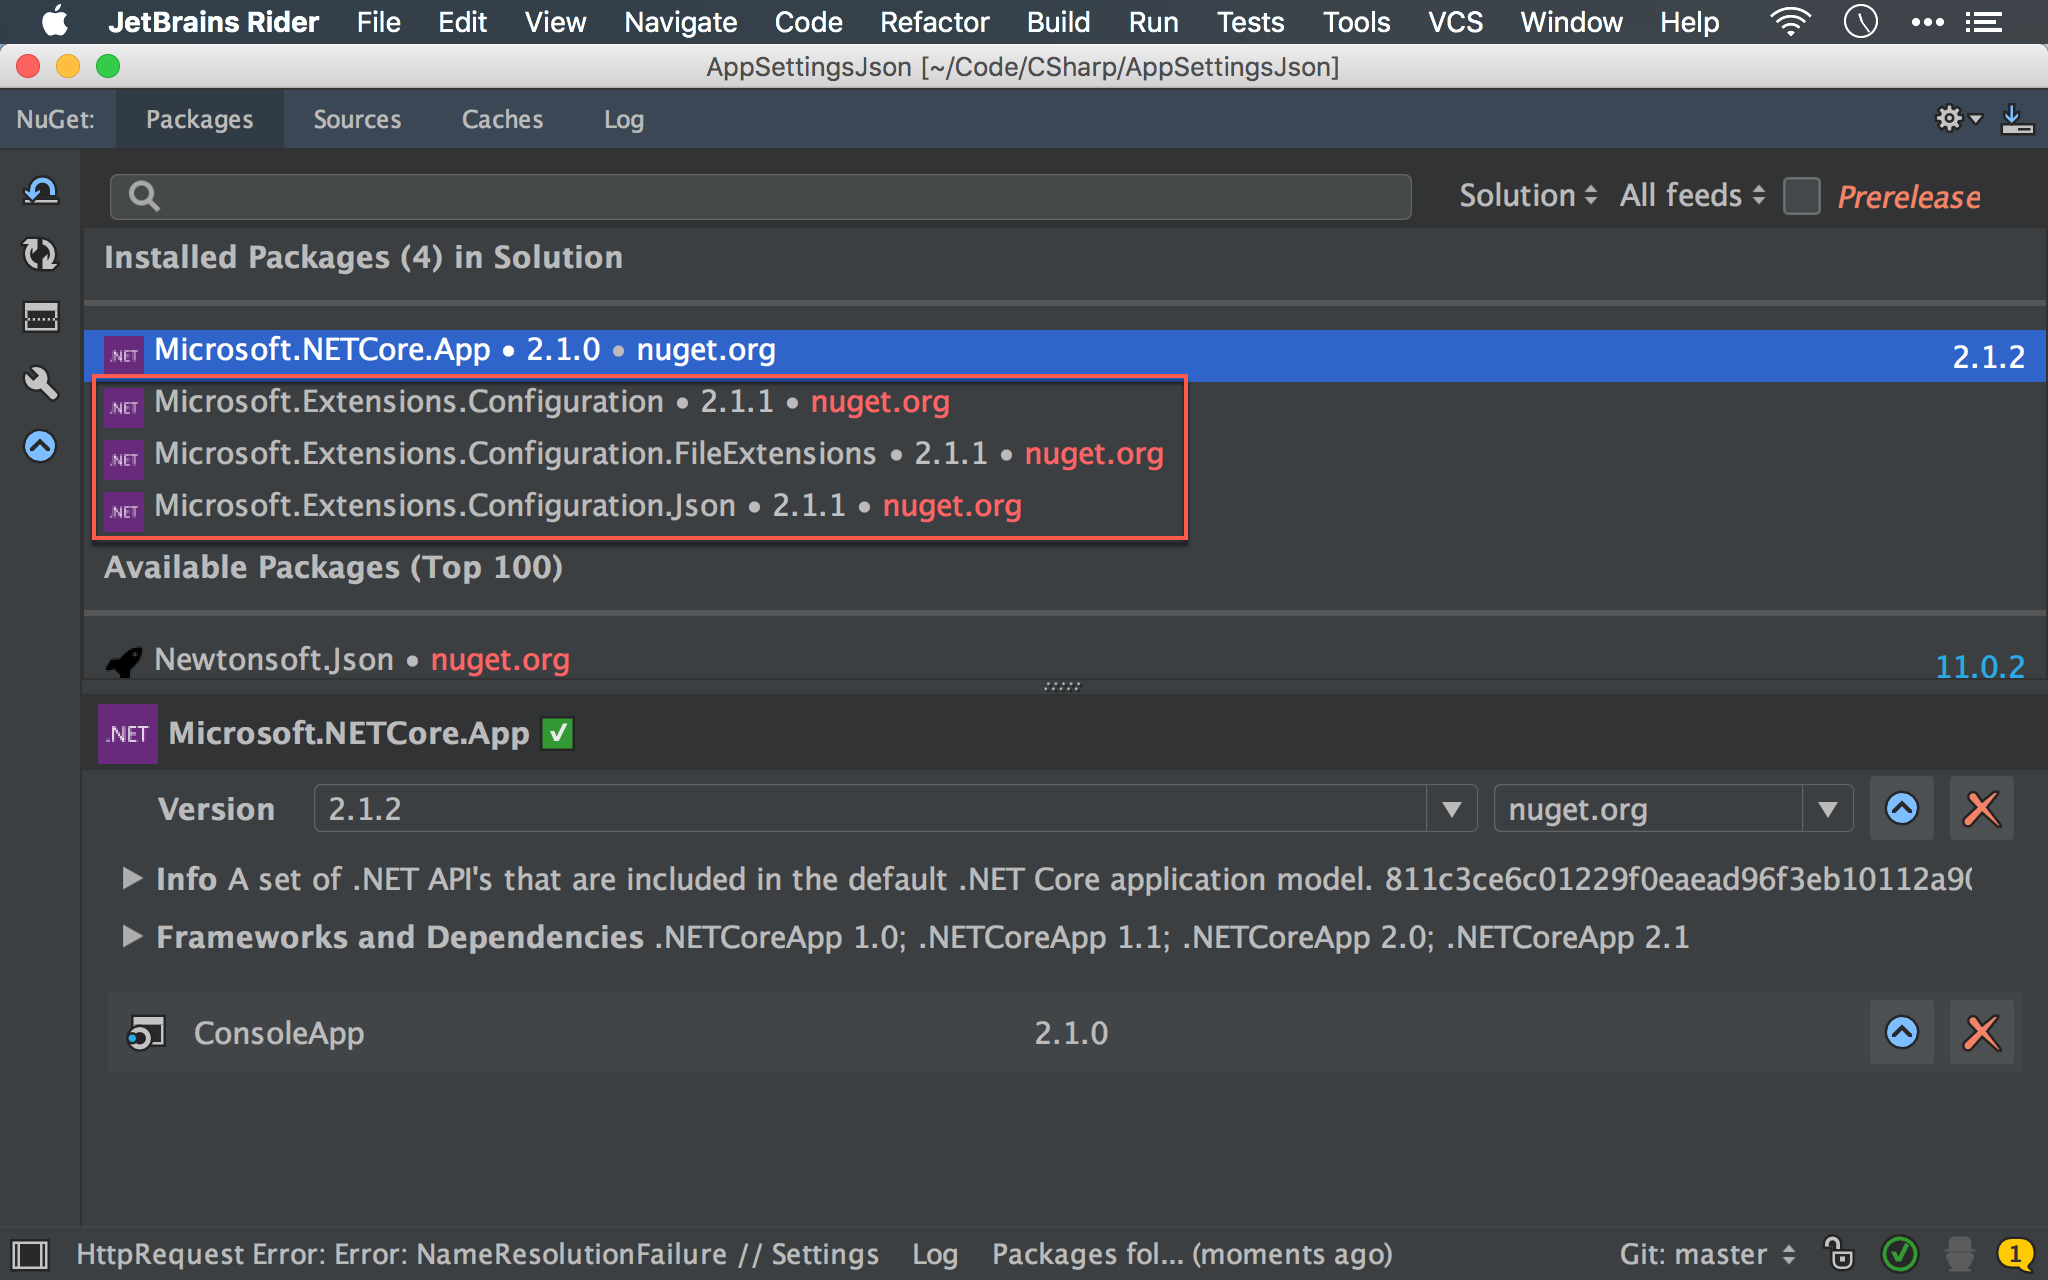 JetBrains Rider File Edit View Navigate Code Refactor Build Run Tests Tools VCS Window Help
AppSettingsJson [~/Code/CSharp/AppSettingsJson]
NuGet: Packages Sources Caches Log
Solution All feeds Prerelease
Installed Packages (4) in Solution
.NET Microsoft.NETCore.App • 2.1.0 • nuget.org 2.1.2
.NET Microsoft.Extensions.Configuration • 2.1.1 • nuget.org
.NET Microsoft.Extensions.Configuration.FileExtensions • 2.1.1 • nuget.org
.NET Microsoft.Extensions.Configuration.Json • 2.1.1 • nuget.org
Available Packages (Top 100)
Newtonsoft.Json • nuget.org 11.0.2
.NET Microsoft.NETCore.App
Version 2.1.2 nuget.org
Info A set of .NET API's that are included in the default .NET Core application model. 811c3ce6c01229f0eaead96f3eb10112a90
Frameworks and Dependencies .NETCoreApp 1.0; .NETCoreApp 1.1; .NETCoreApp 2.0; .NETCoreApp 2.1
ConsoleApp 2.1.0
HttpRequest Error: Error: NameResolutionFailure // Settings Log Packages fol... (moments ago) Git: master 1